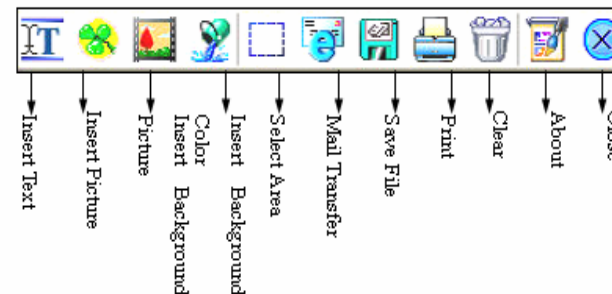 Insert Text
Insert Picture
Insert Background
Picture
Insert Background
Color
Select Area
Mail Transfer
Save File
Print
Clear
About